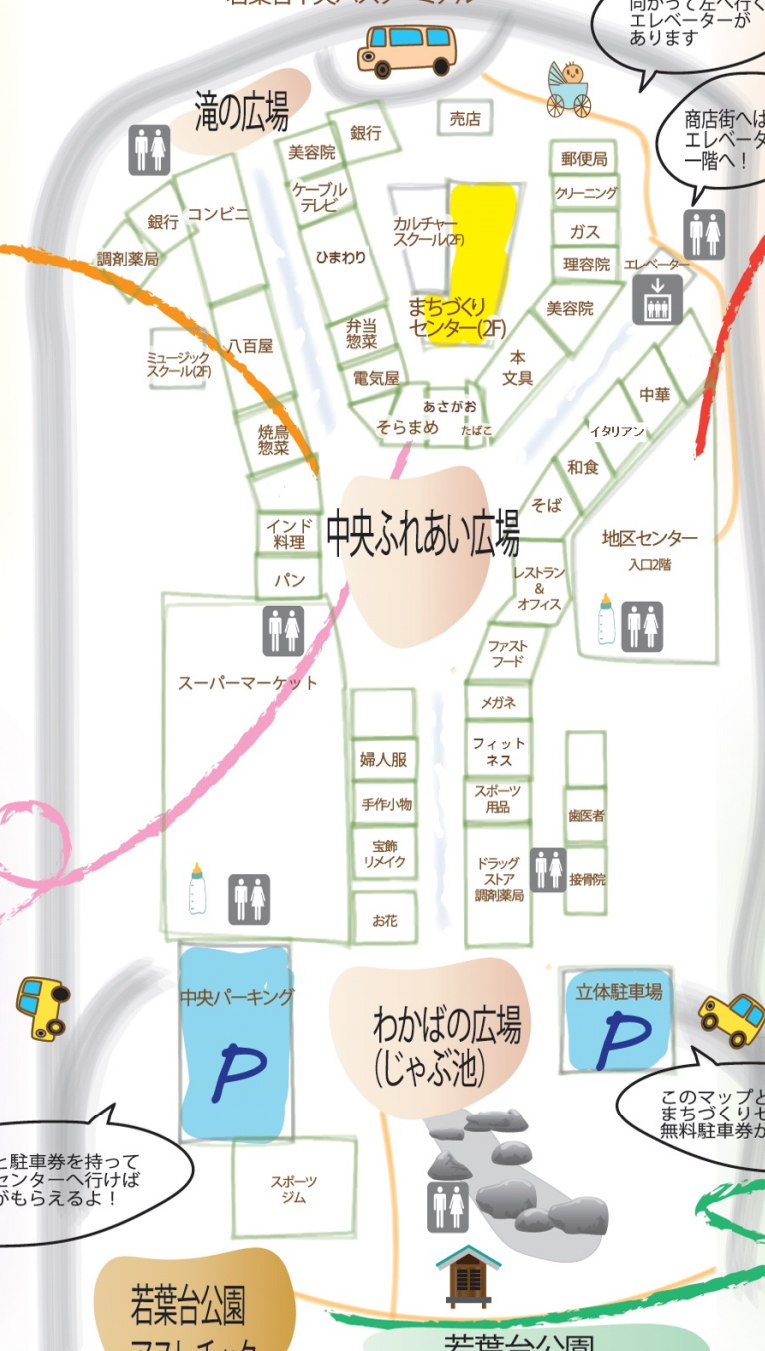 向かって左へ行く
エレベーターが
あります
滝の広場
売店
銀行
美容院
商店街へは
一階へ！
郵便局
ケーブル
テレビ
クリーニング
コンビニ
銀行
カルチャー
スクール(2F)
ガス
調剤薬局
ひまわり
理容院
エレベーター
まちづくり
センター(2F)
美容院
弁当
惣菜
八百屋
ミュージック
スクール(2F)
本
文具
電気屋
中華
あさがお
そらまめ
たばこ
イタリアン
焼鳥
惣菜
和食
そば
インド
料理
中央ふれあい広場
地区センター
入口2階
パン
レストラン
&
オフィス
ファスト
フード
スーパーマーケット
メガネ
フィット
ネス
婦人服
手作小物
スポーツ
用品
歯医者
宝飾
リメイク
ドラッグ
ストア
調剤薬局
接骨院
お花
中央パーキング
P
わかばの広場
(じゃぶ池)
立体駐車場
P
このマップと
まちづくりセ
無料駐車券が
と駐車券を持って
センターへ行けば
がもらえるよ！
スポーツ
ジム
若葉台公園
アスレチック
若葉台公園